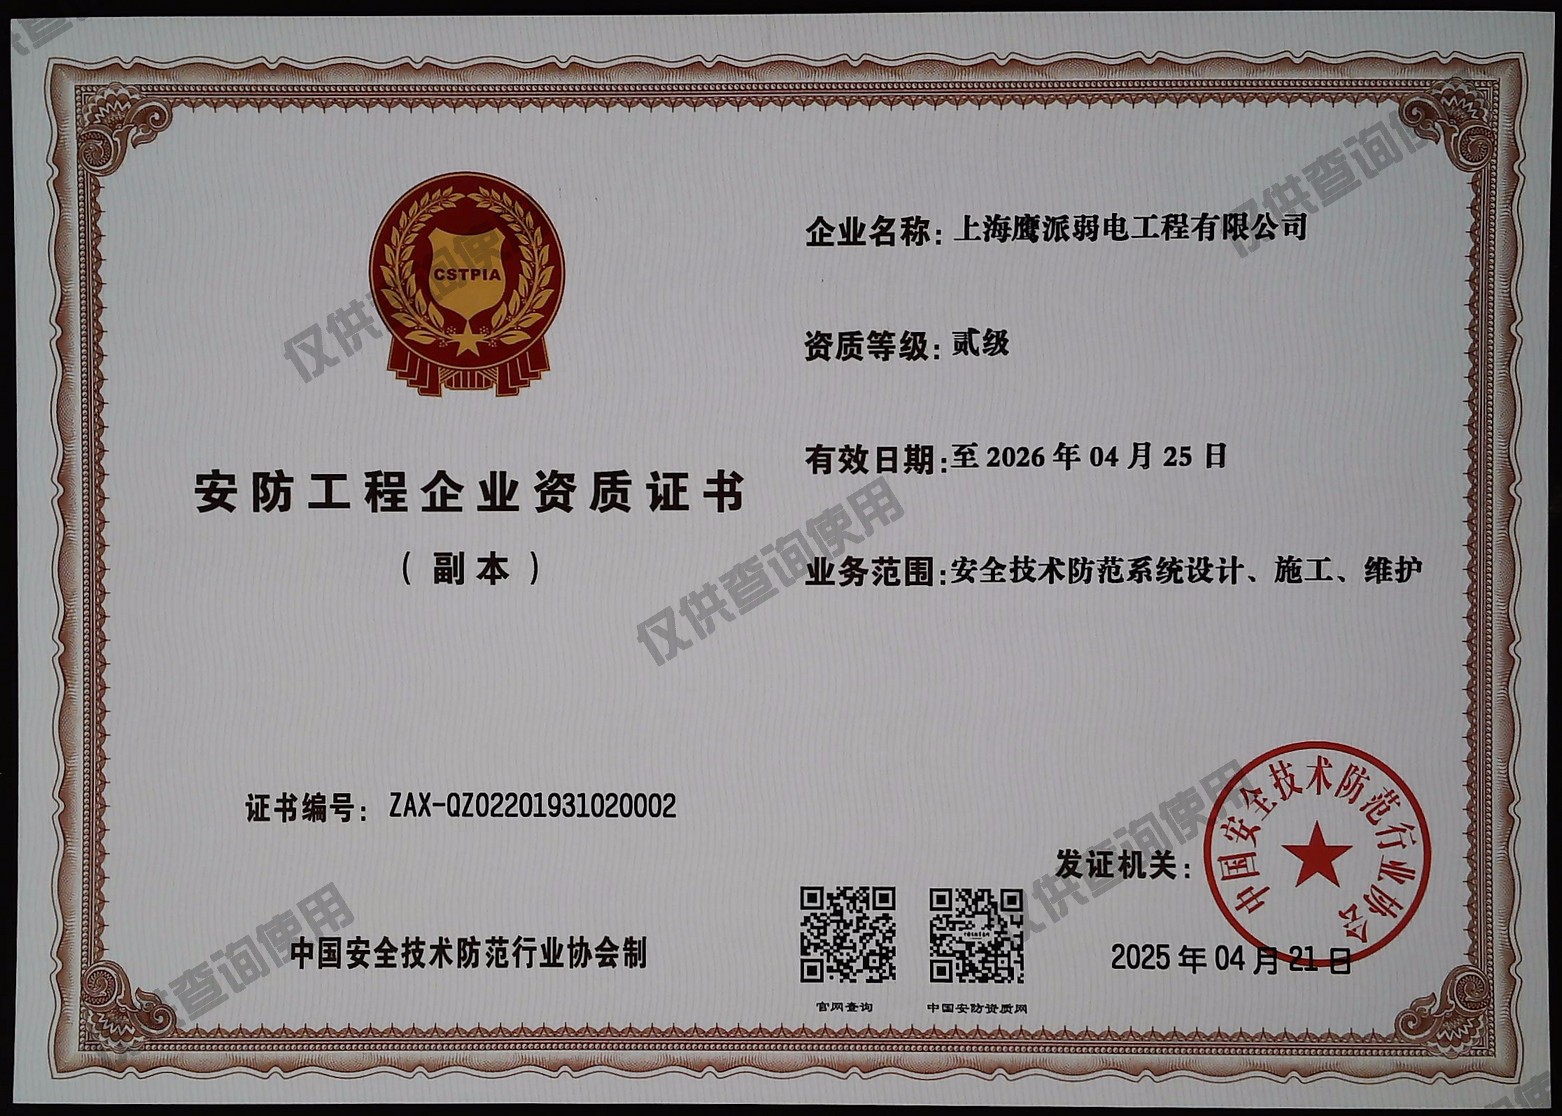 CSTPIA
安防工程企业资质证书
（副本）
企业名称：上海鹰派弱电工程有限公司
资质等级：贰级
有效日期：至2026年04月25日
业务范围：安全技术防范系统设计、施工、维护
证书编号：ZAX-QZ02201931020002
中国安全技术防范行业协会制
官网查询
中国安防资质网
发证机关：
中国安全技术防范行业协会
2025年04月21日
仅供查询使用
仅供查询使用
仅供查询使用
仅供查询使用
仅供查询使用